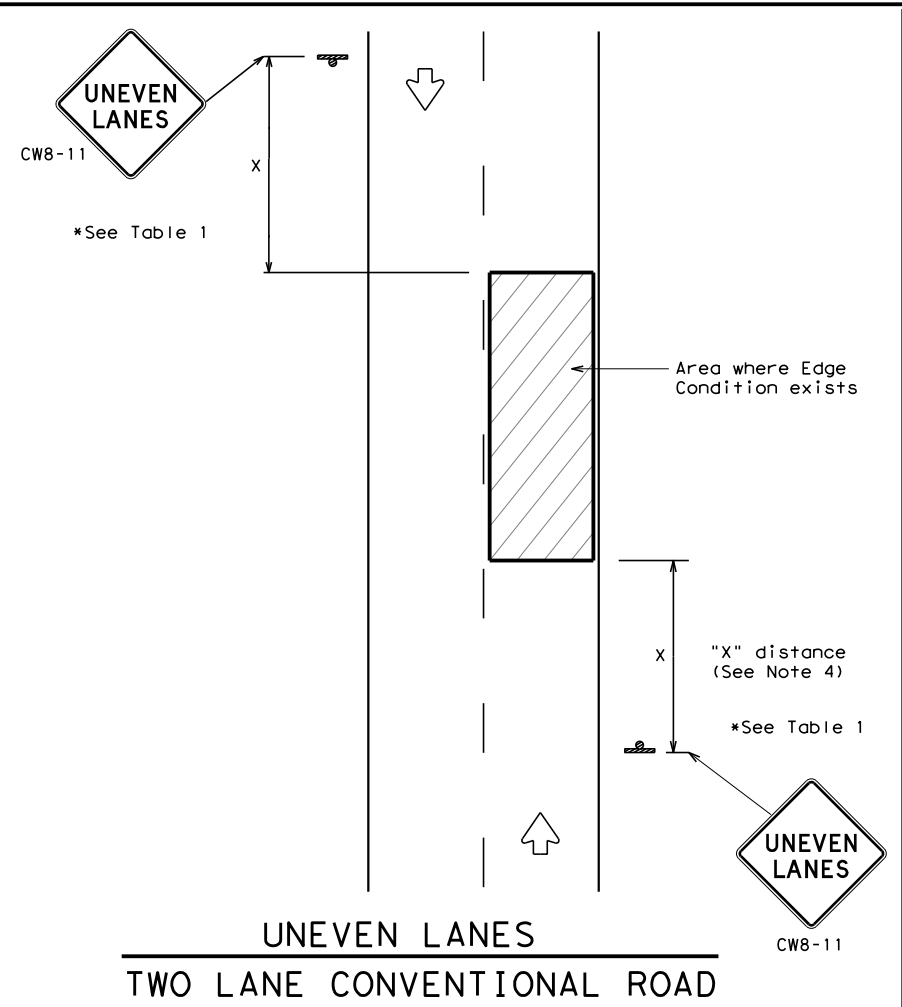 UNEVEN
LANES
CW8-11
X
*See Table 1
Area where Edge
Condition exists
X
"X" distance
(See Note 4)
*See Table 1
UNEVEN
LANES
CW8-11
UNEVEN LANES
TWO LANE CONVENTIONAL ROAD